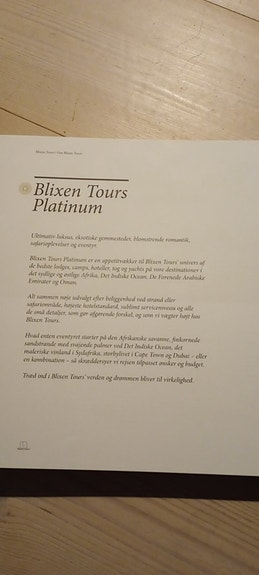 Blixen Tours
Platinum
Ultimativ luksus, eksotiske gemmesteder, blomstrende romantik,
safarioplevelser og eventyr.
Blixen Tours Platinum er en appetitvækker til Blixen Tours' univers af
de bedste lodges, camps, hoteller, tog og yachts på vore destinationer i
det sydlige og østlige Afrika, Det Indiske Ocean, De Forenede Arabiske
Emirater og Oman.
Alt sammen nøje udvalgt efter beliggenhed ved strand eller
safariområde, højeste hotelstandard, sublimt serviceniveau og alle
de små detaljer, som gør afgørende forskel, og som vi vægter højt hos
Blixen Tours.
Hvad enten eventyret starter på den Afrikanske savanne, finkornede
sandstrande med svajende palmer ved Det Indiske Ocean, det
maleriske vinland i Sydafrika, storbylivet i Cape Town og Dubai – eller
en kombination – så skræddersyer vi rejsen tilpasset ønsker og budget.
Træd ind i Blixen Tours' verden og drømmen bliver til virkelighed.